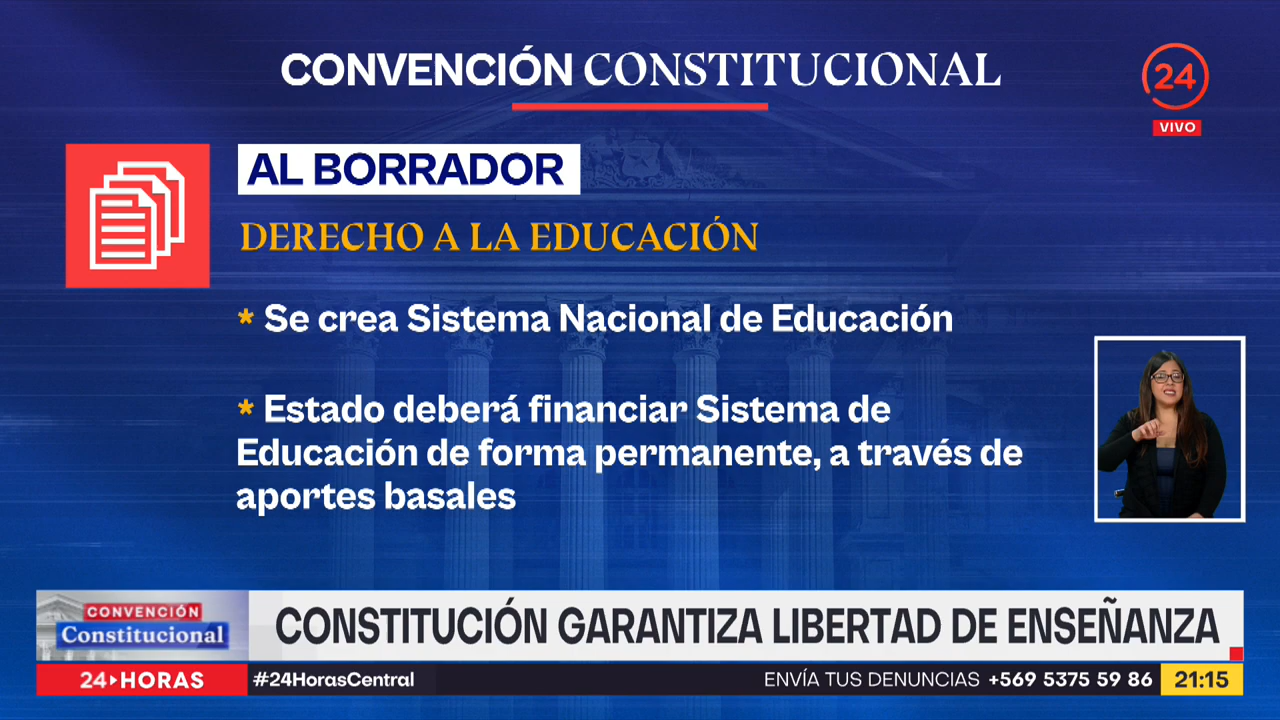 CONVENCIÓN CONSTITUCIONAL
24
VIVO
AL BORRADOR
DERECHO A LA EDUCACIÓN
* Se crea Sistema Nacional de Educación
* Estado deberá financiar Sistema de
Educación de forma permanente, a través de
aportes basales
CONVENCIÓN
Constitucional
CONSTITUCIÓN GARANTIZA LIBERTAD DE ENSEÑANZA
24 HORAS
#24HorasCentral
ENVÍA TUS DENUNCIAS +569 5375 59 86
21:15